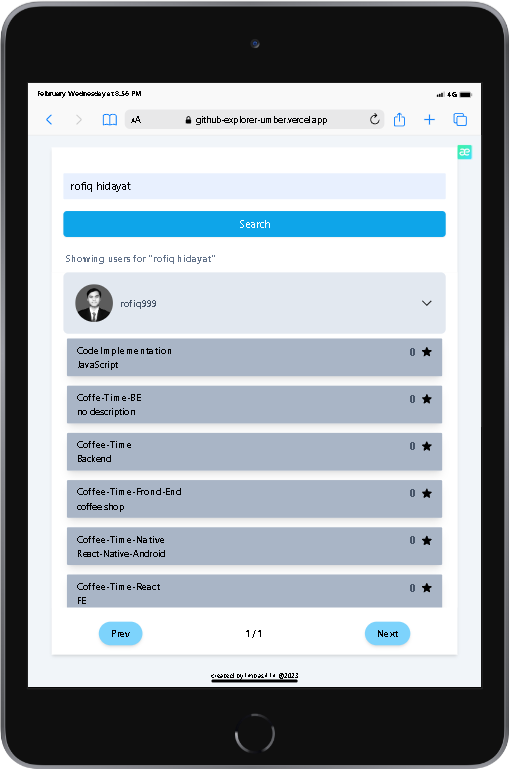 February Wednesday at 8.56 PM
4G
AA
github-explorer-umber.vercel.app
æ
rofiq hidayat
Search
Showing users for "rofiq hidayat"
rofiq999
Code Implementation
0
JavaScript
Coffe-Time-BE
0
no description
Coffee-Time
0
Backend
Coffee-Time-Frond-End
0
coffee shop
Coffee-Time-Native
0
React-Native-Android
Coffee-Time-React
0
FE
Prev
1 / 1
Next
created by @2023